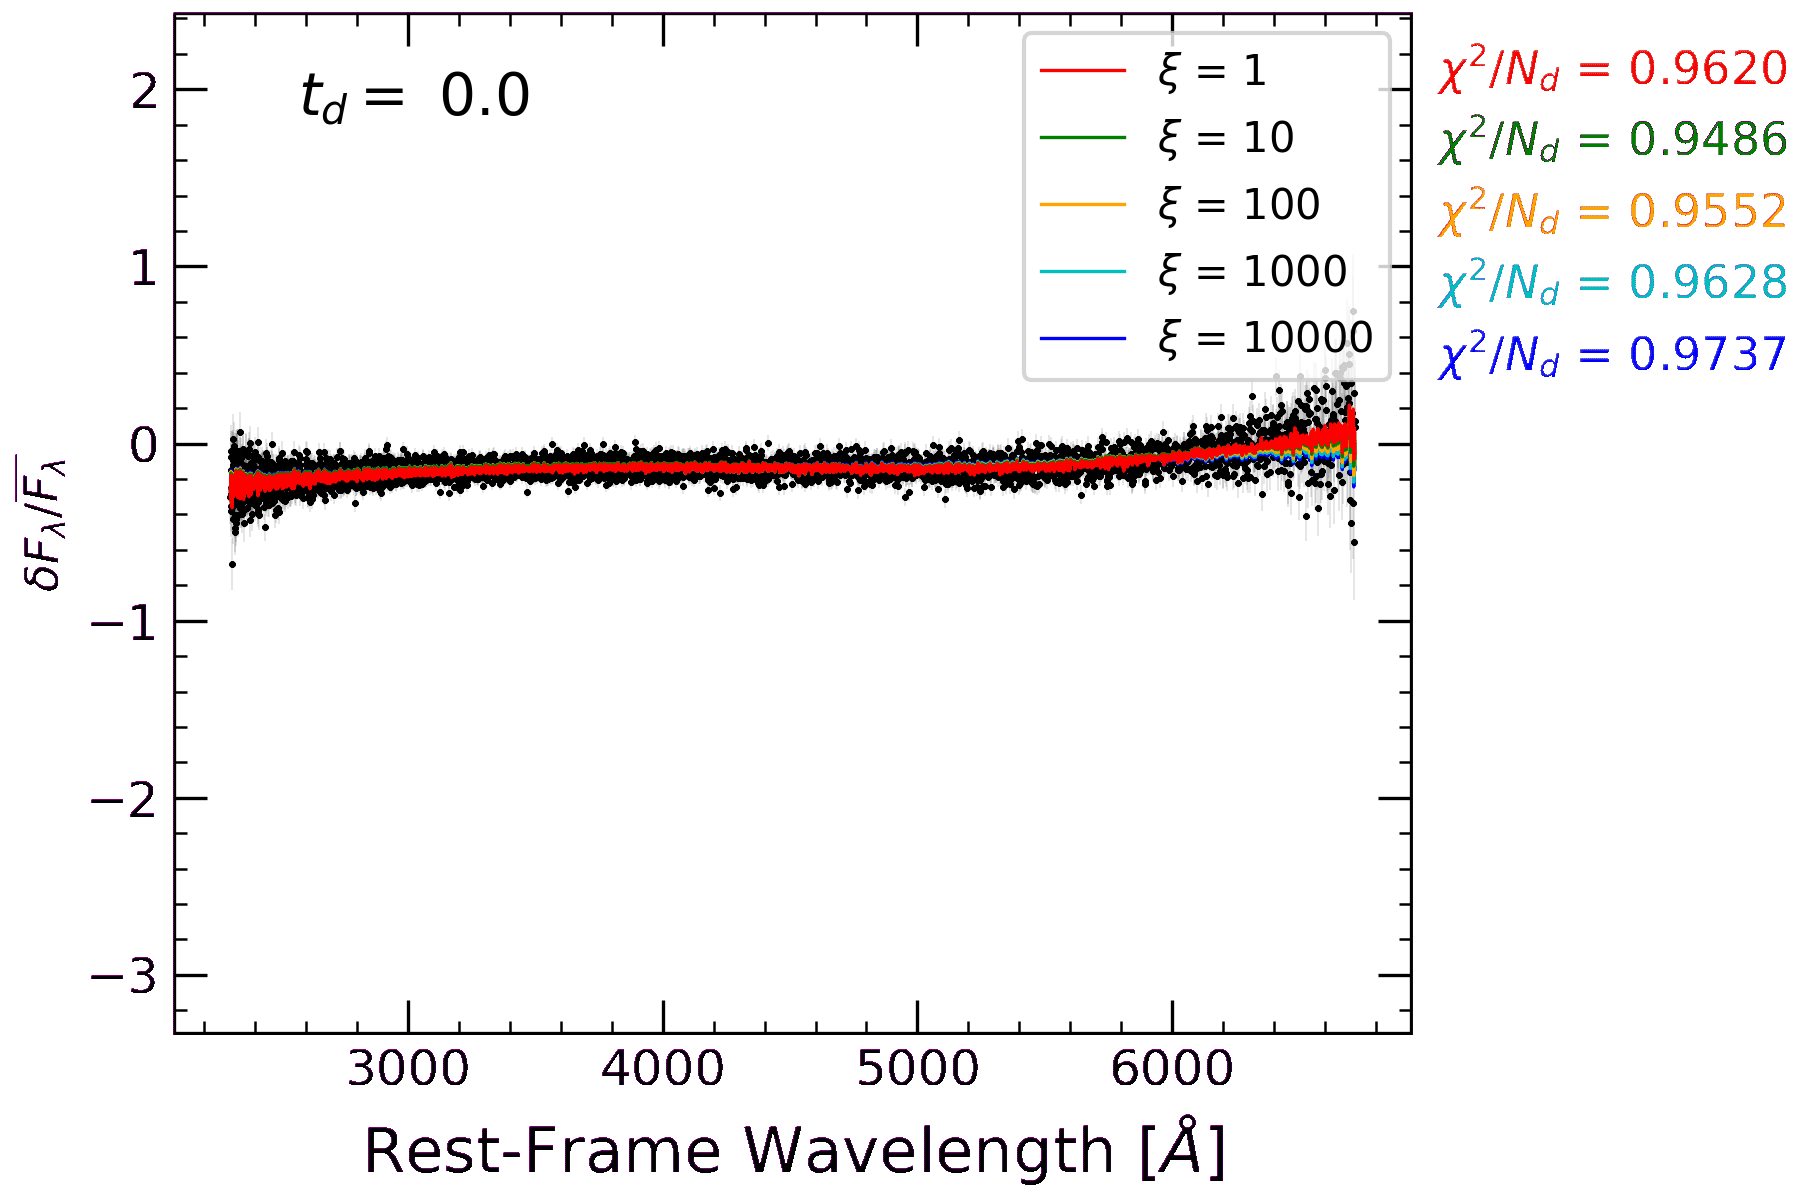 t_d = 0.0
ξ = 1
ξ = 10
ξ = 100
ξ = 1000
ξ = 10000
χ²/N_d = 0.9620
χ²/N_d = 0.9486
χ²/N_d = 0.9552
χ²/N_d = 0.9628
χ²/N_d = 0.9737
2
1
0
−1
−2
−3
δF_λ/F̅_λ
3000 4000 5000 6000
Rest-Frame Wavelength [Å]